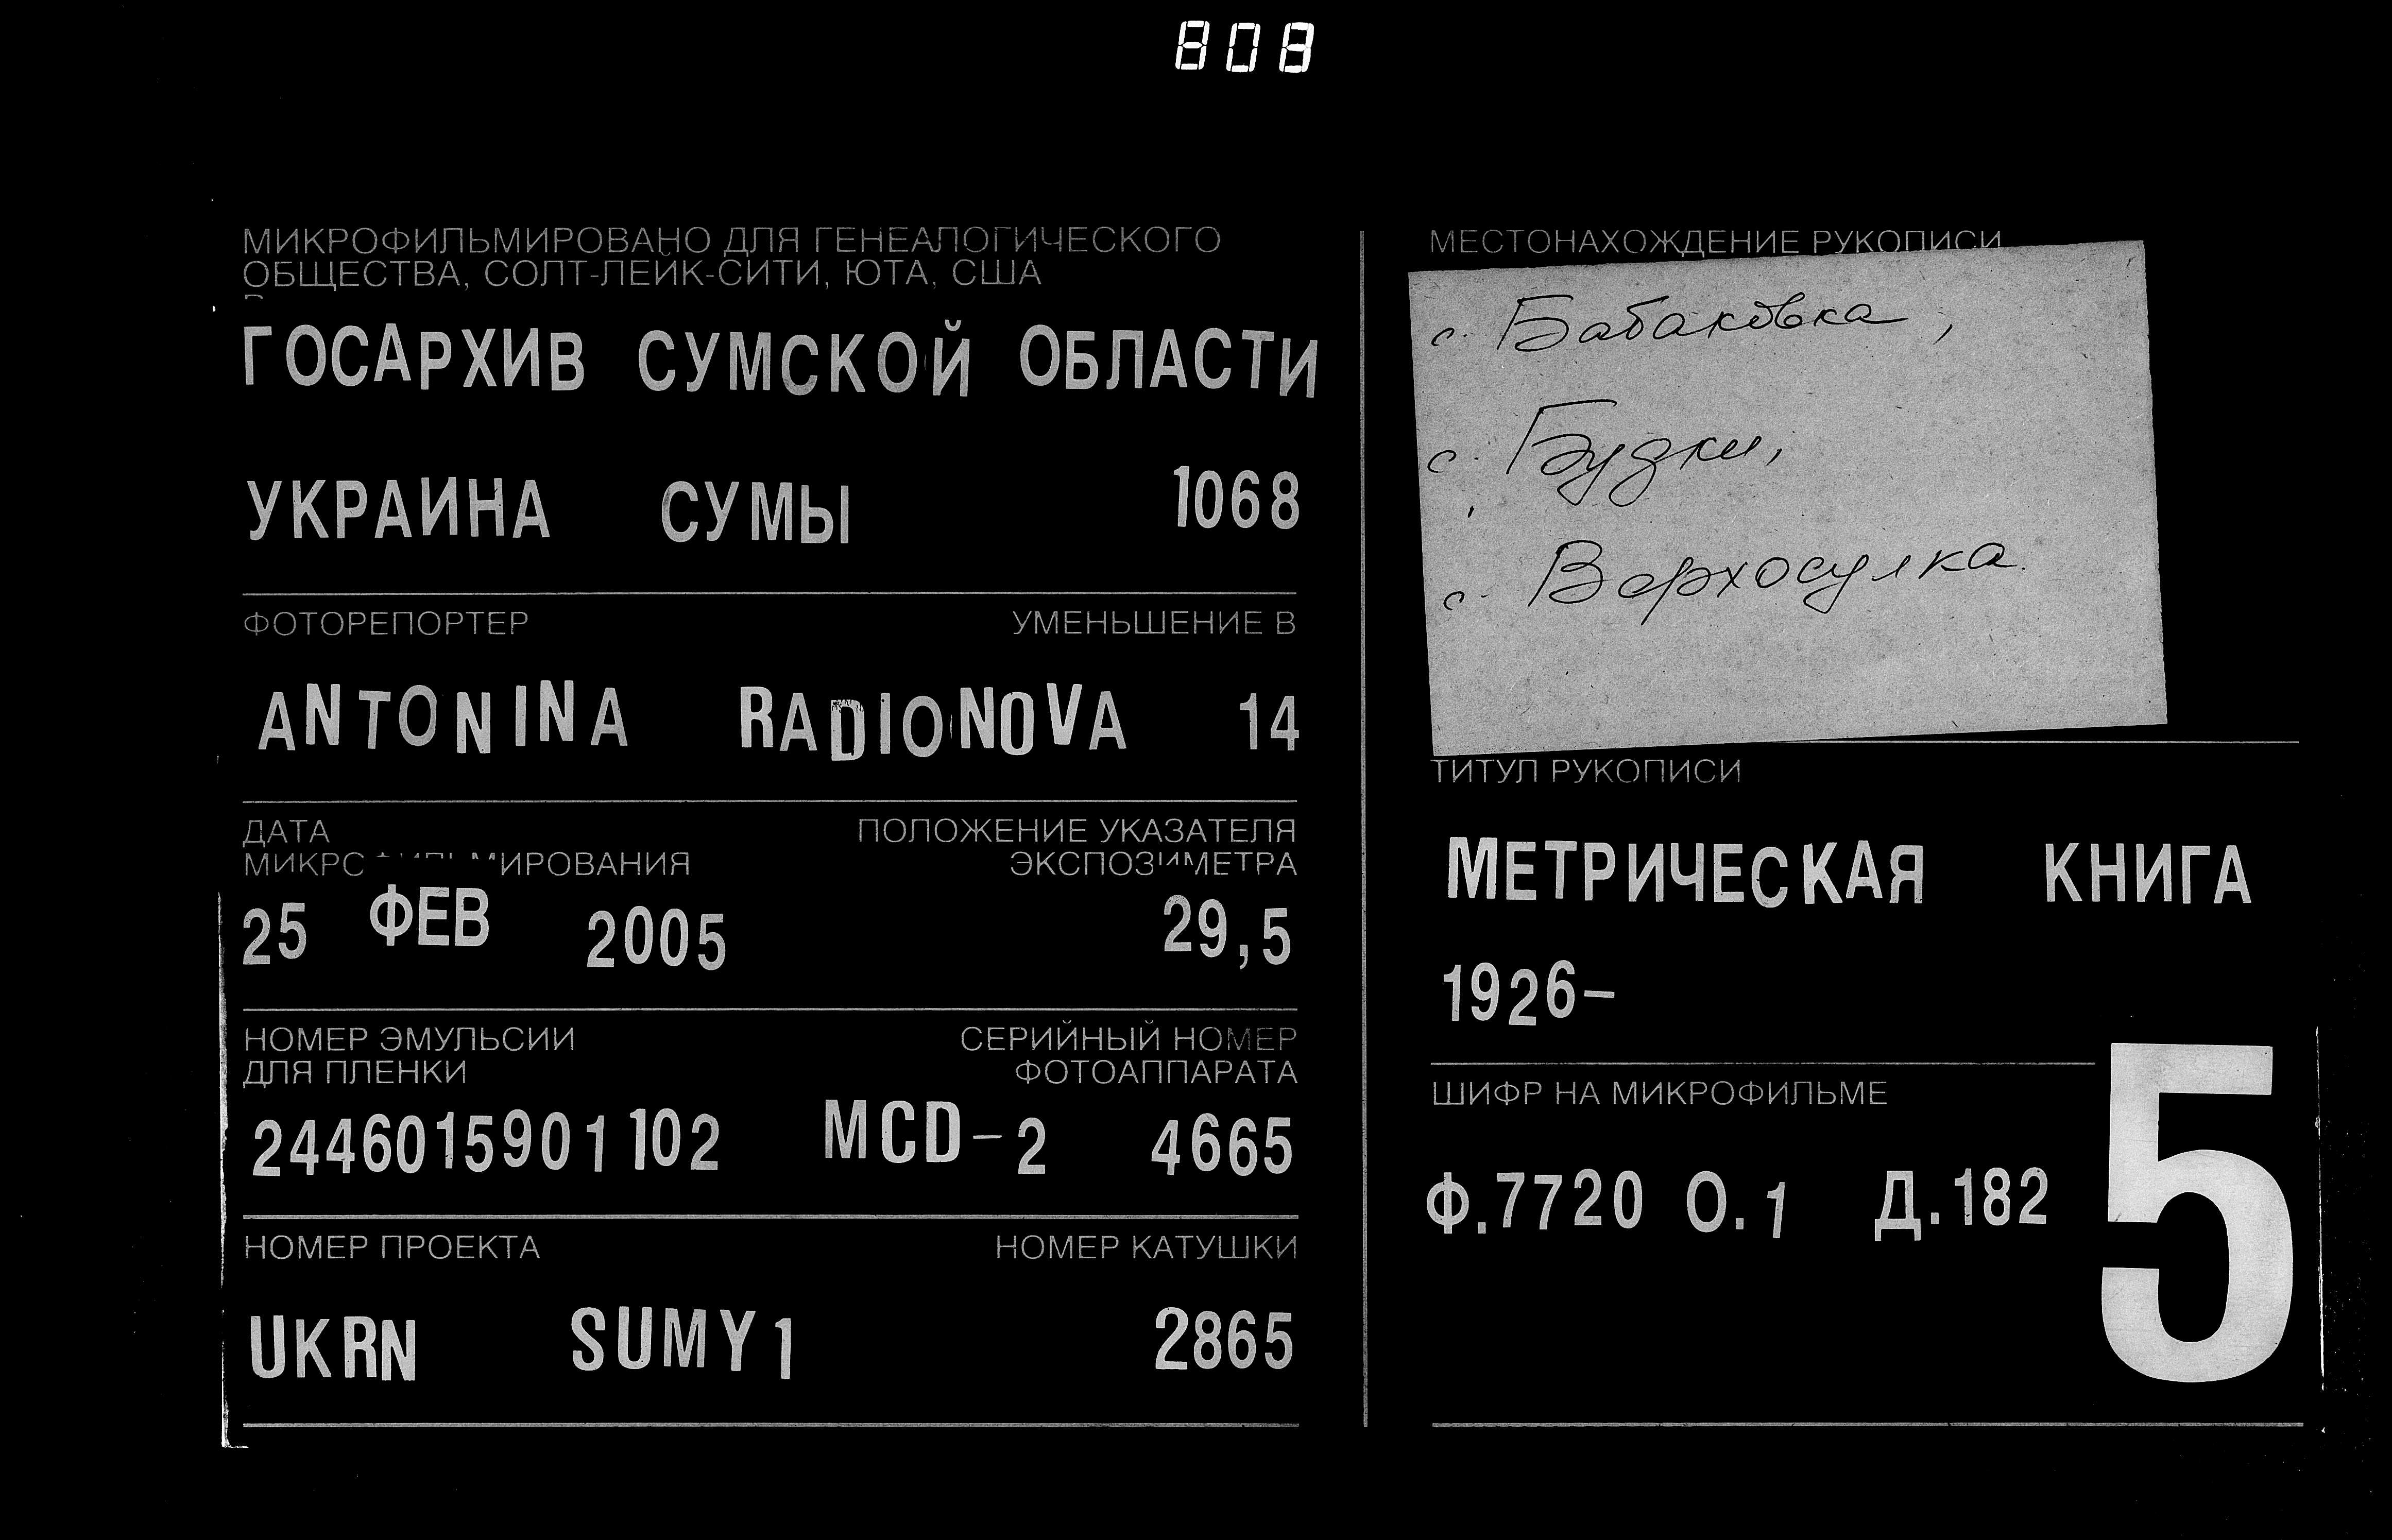 808
МИКРОФИЛЬМИРОВАНО ДЛЯ ГЕНЕАЛОГИЧЕСКОГО
ОБЩЕСТВА, СОЛТ-ЛЕЙК-СИТИ, ЮТА, США
ГОСАРХИВ СУМСКОЙ ОБЛАСТИ
УКРАИНА СУМЫ 1068
ФОТОРЕПОРТЕР УМЕНЬШЕНИЕ В
ANTONINA RADIONOVA 14
ДАТА ПОЛОЖЕНИЕ УКАЗАТЕЛЯ
МИКРОФИЛЬМИРОВАНИЯ ЭКСПОЗИМЕТРА
25 ФЕВ 2005 29,5
НОМЕР ЭМУЛЬСИИ СЕРИЙНЫЙ НОМЕР
ДЛЯ ПЛЕНКИ ФОТОАППАРАТА
2446015901102 MCD-2 4665
НОМЕР ПРОЕКТА НОМЕР КАТУШКИ
UKRN SUMY1 2865
МЕСТОНАХОЖДЕНИЕ РУКОПИСИ
с. Бабаковка,
с. Будки,
с. Верхосулка.
ТИТУЛ РУКОПИСИ
МЕТРИЧЕСКАЯ КНИГА
1926–
ШИФР НА МИКРОФИЛЬМЕ
Ф.7720 О.1 Д.182
5